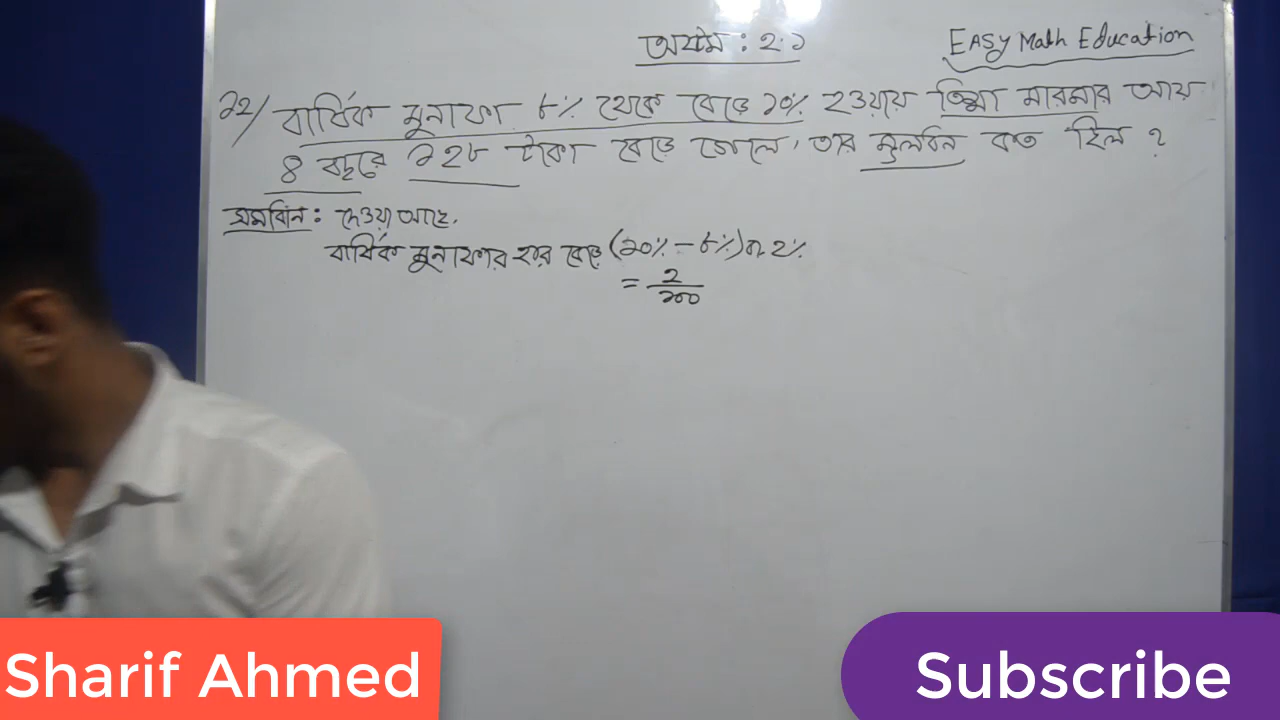 অধ্যায় : ২.১
EASy Math Education
১২/ বার্ষিক মুনাফা ৮% থেকে বেড়ে ১০% হওয়ায় তিশা মারমার আয়
৪ বছরে ১২৮ টাকা বেড়ে গেলে, তার মূলধন কত ছিল ?
সমাধান : দেওয়া আছে,
বার্ষিক মুনাফার হার বেড়ে (১০% - ৮%) বা ২%
= ২/১০০
Sharif Ahmed
Subscribe